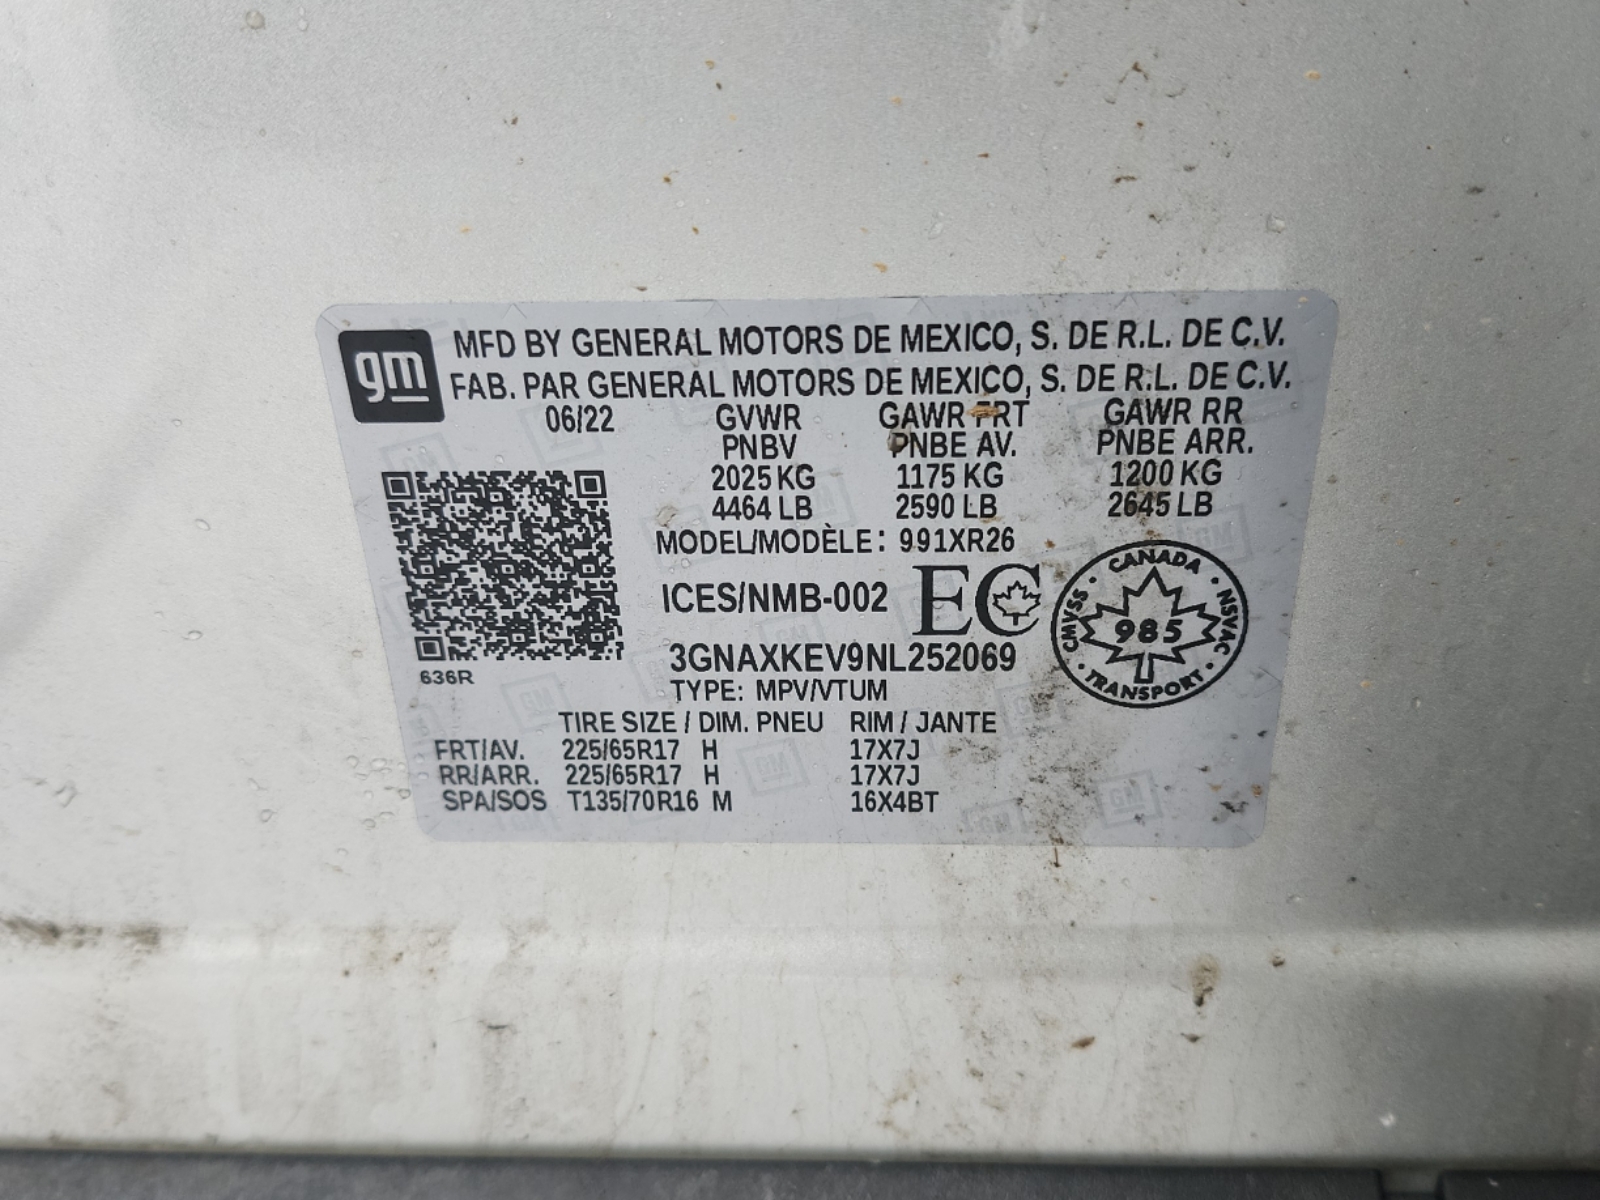 gm
MFD BY GENERAL MOTORS DE MEXICO, S. DE R.L. DE C.V.
FAB. PAR GENERAL MOTORS DE MEXICO, S. DE R.L. DE C.V.
06/22 GVWR GAWR FRT GAWR RR
PNBV PNBE AV. PNBE ARR.
2025 KG 1175 KG 1200 KG
4464 LB 2590 LB 2645 LB
MODEL/MODÈLE: 991XR26
ICES/NMB-002 EC
CANADA
CMVSS 985 NSVAC
TRANSPORT
3GNAXKEV9NL252069
636R
TYPE: MPV/VTUM
TIRE SIZE / DIM. PNEU RIM / JANTE
FRT/AV. 225/65R17 H 17X7J
RR/ARR. 225/65R17 H 17X7J
SPA/SOS T135/70R16 M 16X4BT